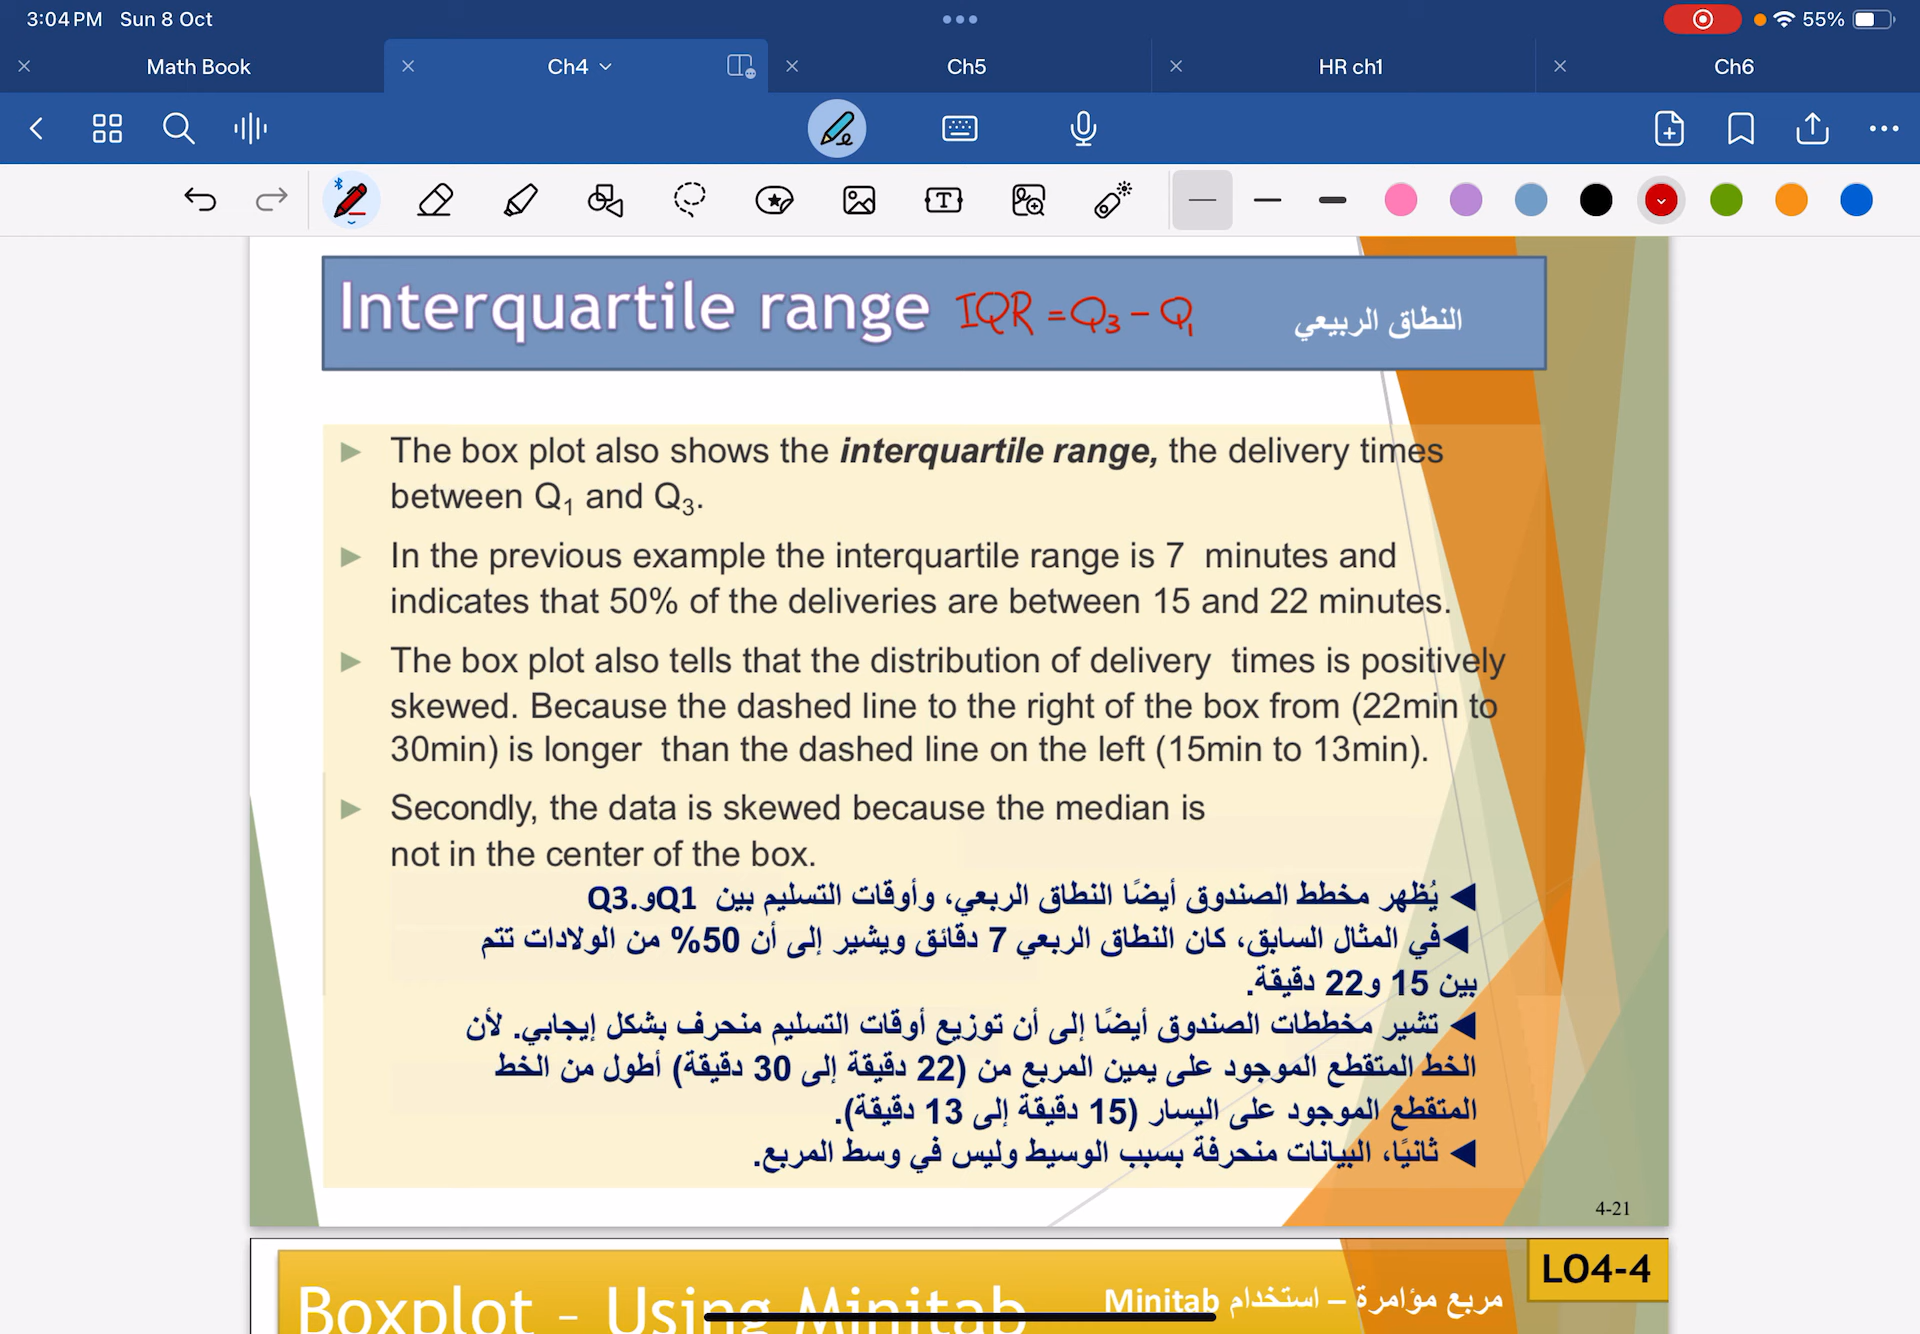 3:04 PM Sun 8 Oct
55%
Math Book
Ch4
Ch5
HR ch1
Ch6
Interquartile range IQR = Q3 – Q1 النطاق الربيعي
The box plot also shows the interquartile range, the delivery times
between Q1 and Q3.
In the previous example the interquartile range is 7 minutes and
indicates that 50% of the deliveries are between 15 and 22 minutes.
The box plot also tells that the distribution of delivery times is positively
skewed. Because the dashed line to the right of the box from (22min to
30min) is longer than the dashed line on the left (15min to 13min).
Secondly, the data is skewed because the median is
not in the center of the box.
يُظهر مخطط الصندوق أيضًا النطاق الربعي، وأوقات التسليم بين Q1 وQ3.
في المثال السابق، كان النطاق الربعي 7 دقائق ويشير إلى أن 50% من الولادات تتم
بين 15 و22 دقيقة.
تشير مخططات الصندوق أيضًا إلى أن توزيع أوقات التسليم منحرف بشكل إيجابي. لأن
الخط المتقطع الموجود على يمين المربع من (22 دقيقة إلى 30 دقيقة) أطول من الخط
المتقطع الموجود على اليسار (15 دقيقة إلى 13 دقيقة).
ثانيًا، البيانات منحرفة بسبب الوسيط وليس في وسط المربع.
4-21
LO4-4
Boxplot - Using Minitab مربع مؤامرة – استخدام Minitab